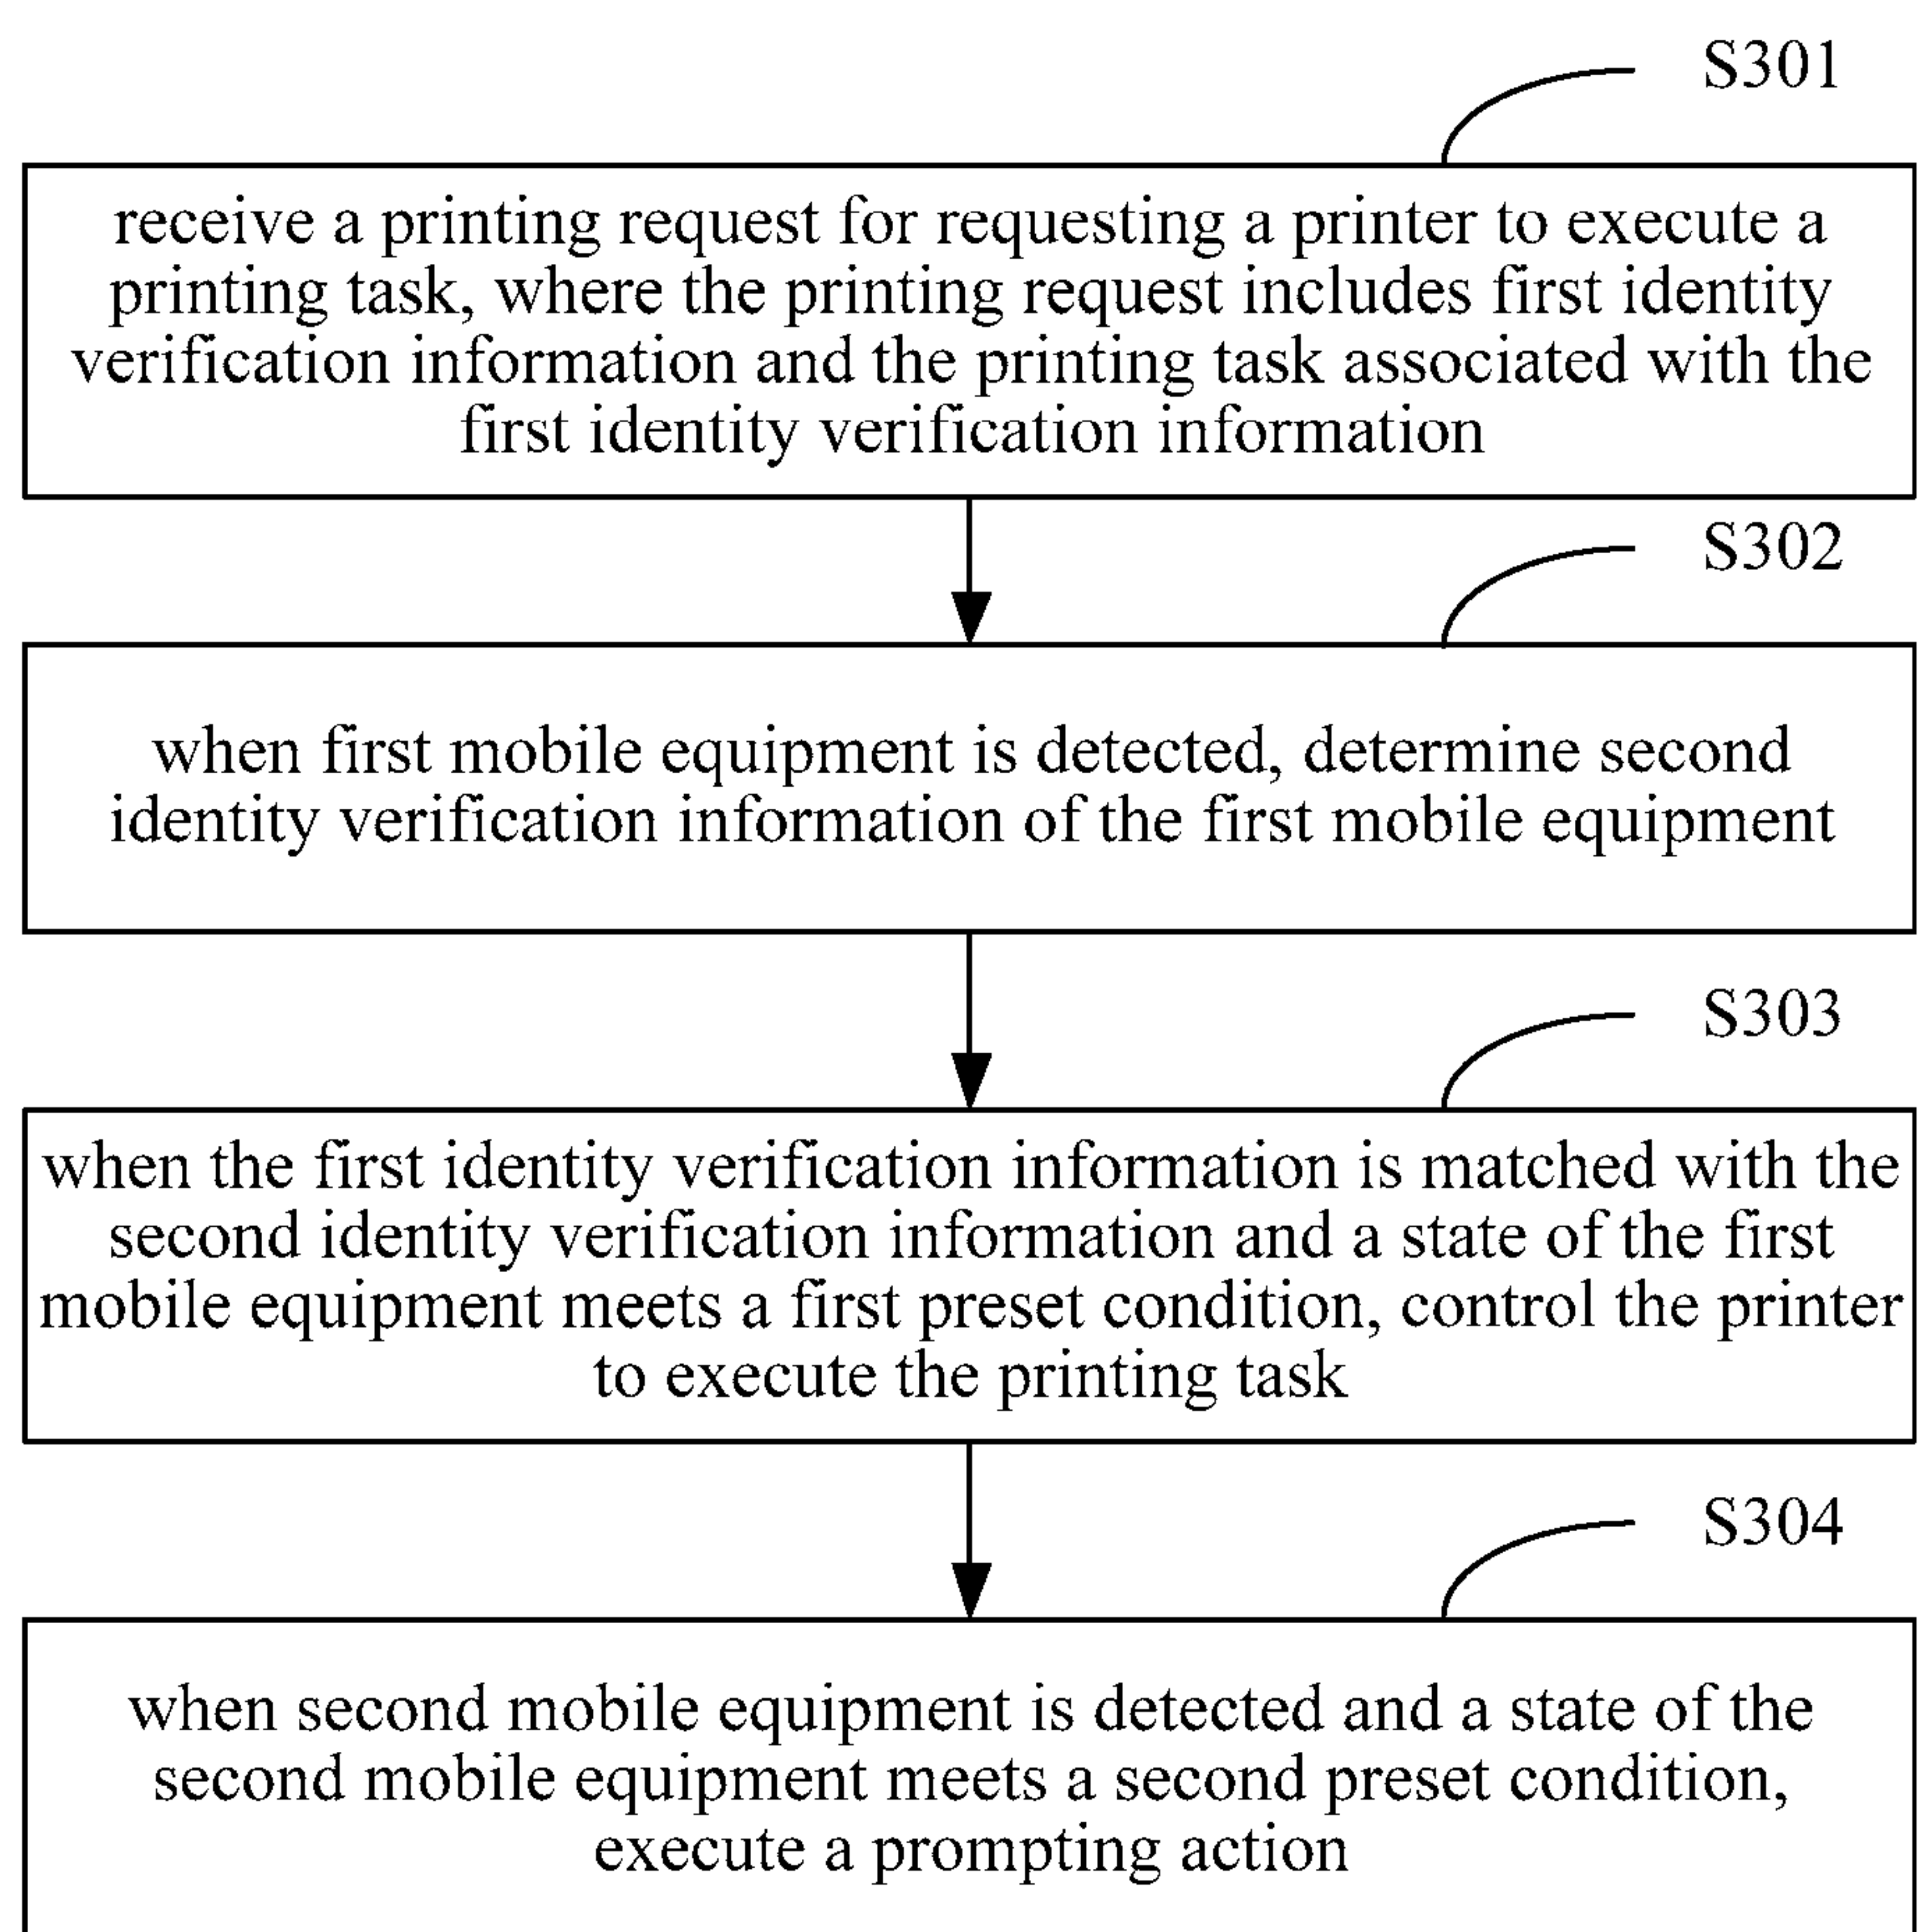 S301
receive a printing request for requesting a printer to execute a
printing task, where the printing request includes first identity
verification information and the printing task associated with the
first identity verification information
S302
when first mobile equipment is detected, determine second
identity verification information of the first mobile equipment
S303
when the first identity verification information is matched with the
second identity verification information and a state of the first
mobile equipment meets a first preset condition, control the printer
to execute the printing task
S304
when second mobile equipment is detected and a state of the
second mobile equipment meets a second preset condition,
execute a prompting action